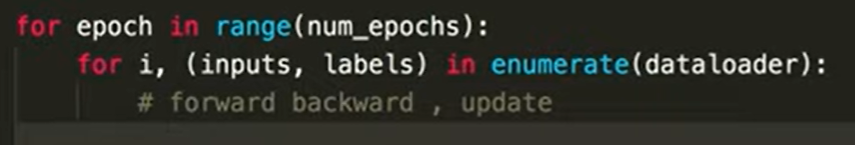 for epoch in range(num_epochs):
for i, (inputs, labels) in enumerate(dataloader):
# forward backward , update